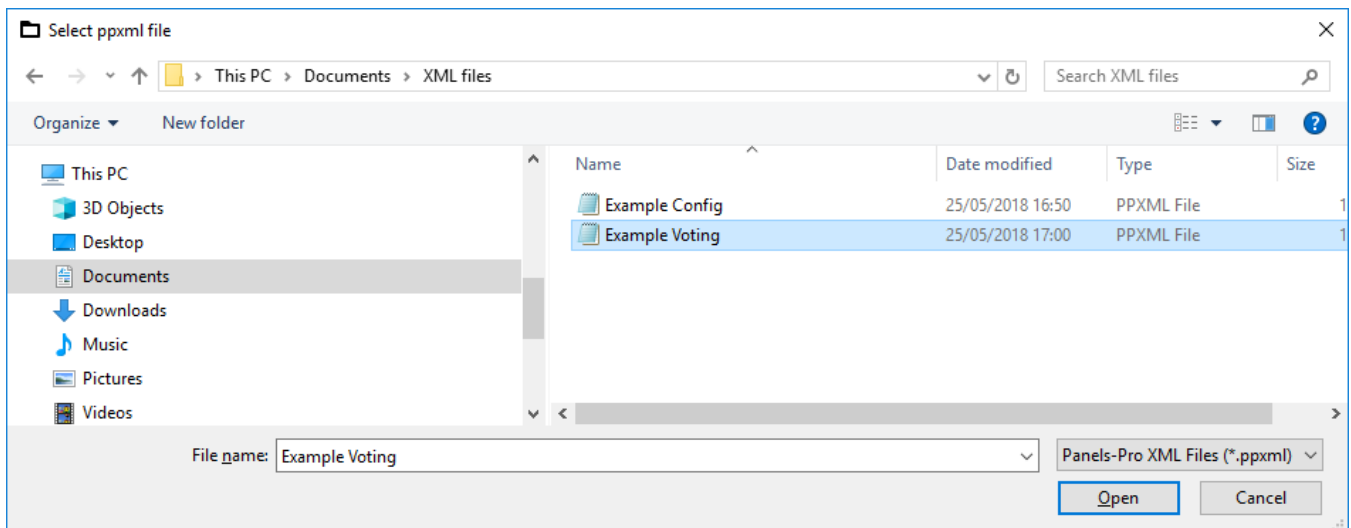 Select ppxml file
This PC > Documents > XML files
Search XML files
Organize
New folder
This PC
3D Objects
Desktop
Documents
Downloads
Music
Pictures
Videos
Name Date modified Type Size
Example Config 25/05/2018 16:50 PPXML File 1
Example Voting 25/05/2018 17:00 PPXML File 1
File name: Example Voting
Panels-Pro XML Files (*.ppxml)
Open
Cancel